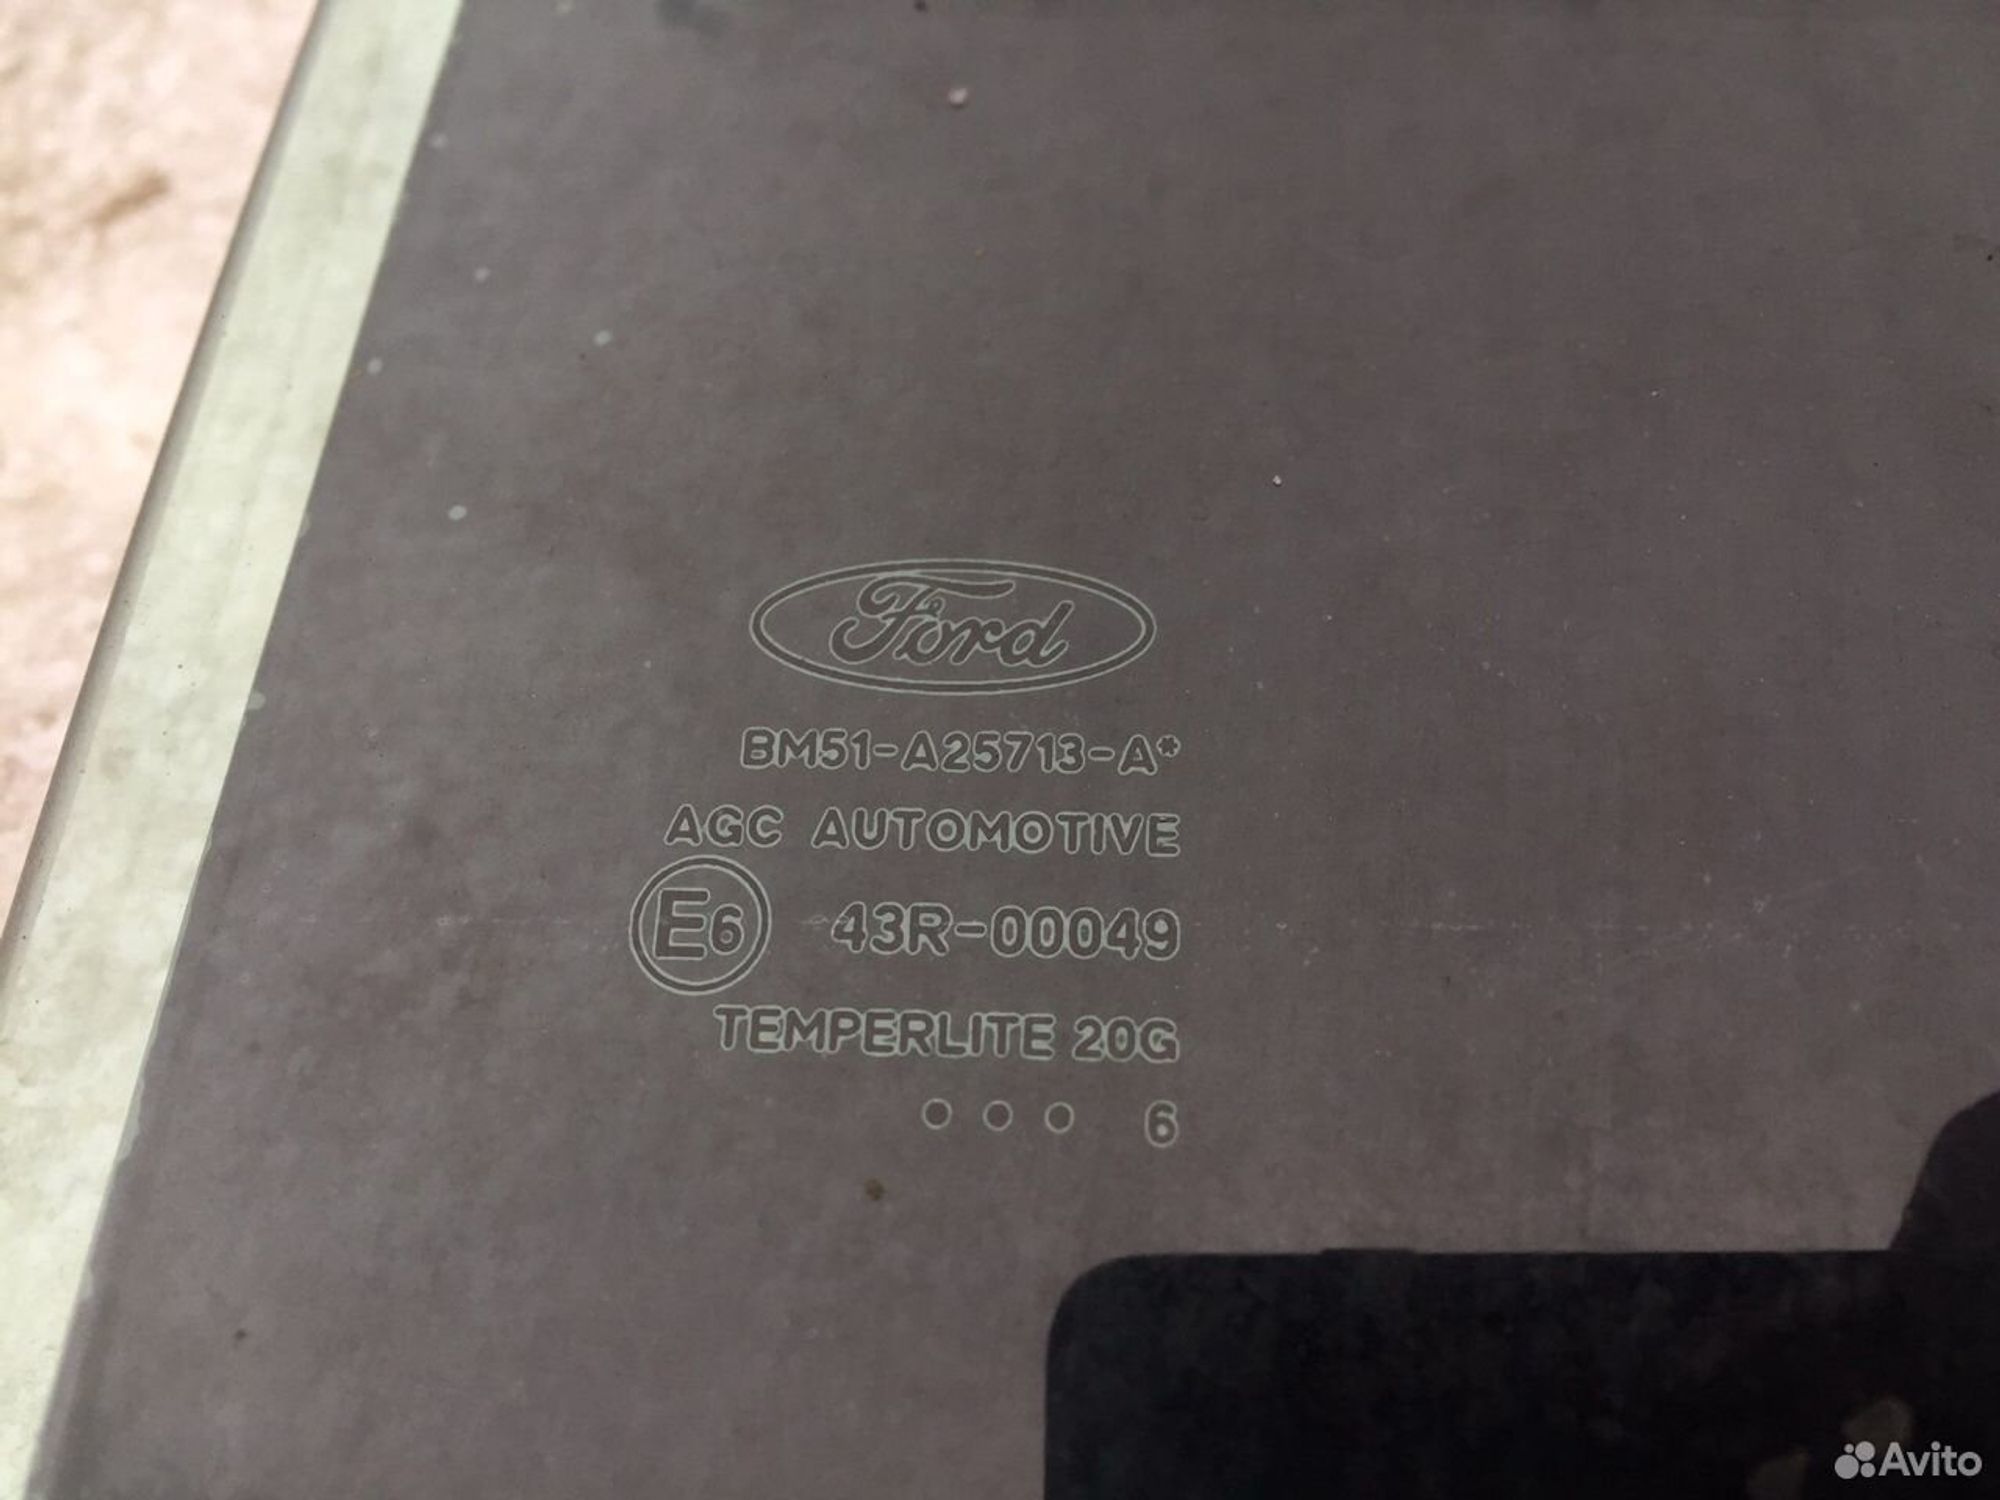 Ford
BM51-A25713-A*
AGC AUTOMOTIVE
E6 43R-00049
TEMPERLITE 20G
• • • 6
Avito